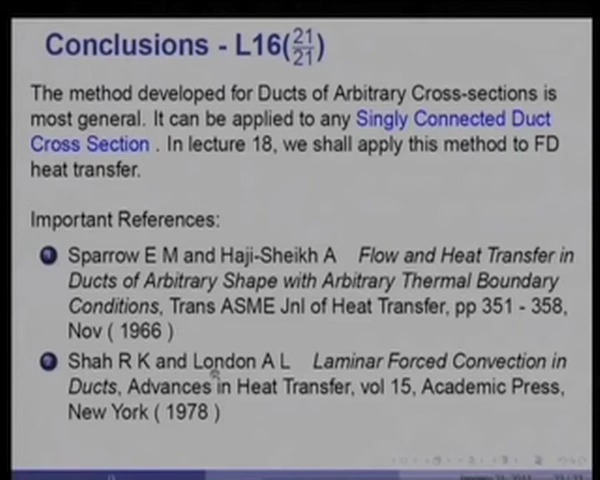 Conclusions - L16(21/21)
The method developed for Ducts of Arbitrary Cross-sections is
most general. It can be applied to any Singly Connected Duct
Cross Section . In lecture 18, we shall apply this method to FD
heat transfer.
Important References:
1 Sparrow E M and Haji-Sheikh A Flow and Heat Transfer in
Ducts of Arbitrary Shape with Arbitrary Thermal Boundary
Conditions, Trans ASME Jnl of Heat Transfer, pp 351 - 358,
Nov ( 1966 )
2 Shah R K and London A L Laminar Forced Convection in
Ducts, Advances in Heat Transfer, vol 15, Academic Press,
New York ( 1978 )